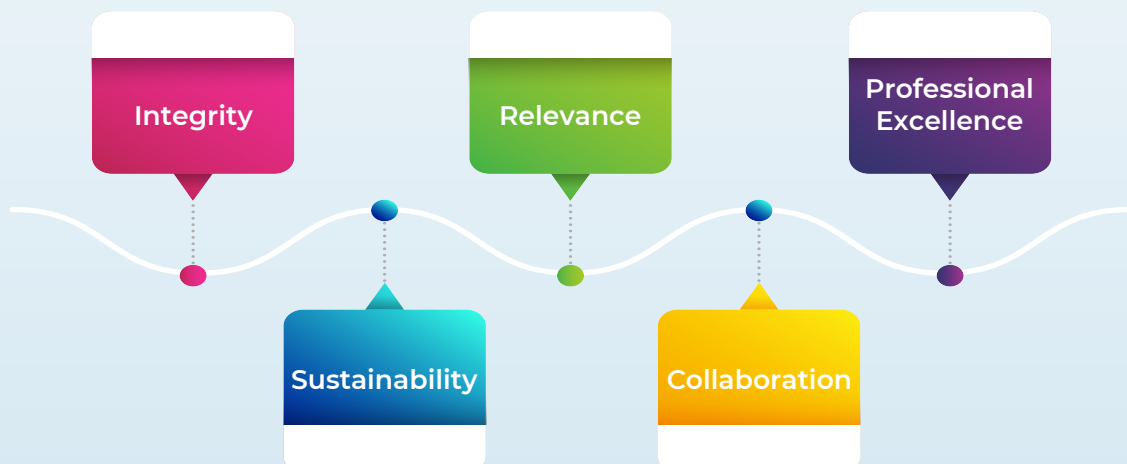 Integrity
Sustainability
Relevance
Collaboration
Professional
Excellence